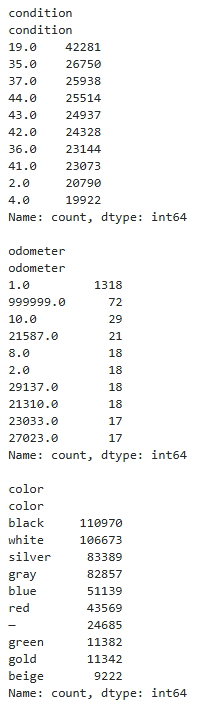 condition
condition
19.0    42281
35.0    26750
37.0    25938
44.0    25514
43.0    24937
42.0    24328
36.0    23144
41.0    23073
2.0     20790
4.0     19922
Name: count, dtype: int64

odometer
odometer
1.0         1318
999999.0      72
10.0          29
21587.0       21
8.0           18
2.0           18
29137.0       18
21310.0       18
23033.0       17
27023.0       17
Name: count, dtype: int64

color
color
black     110970
white     106673
silver     83389
gray       82857
blue       51139
red        43569
—          24685
green      11382
gold       11342
beige       9222
Name: count, dtype: int64